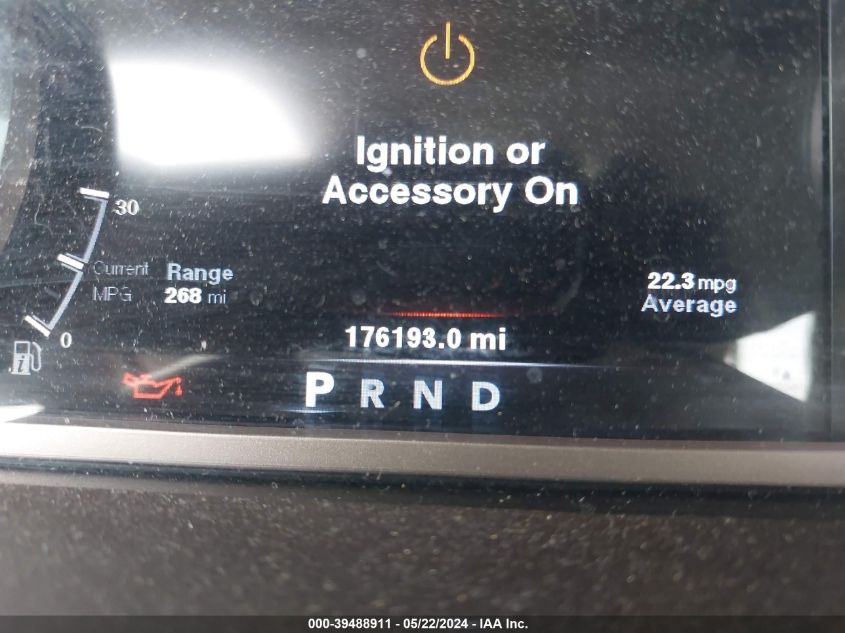 Ignition or
Accessory On
30
Current Range
MPG 268 mi
0
22.3 mpg
Average
176193.0 mi
i
P R N D
000-39488911 - 05/22/2024 - IAA Inc.